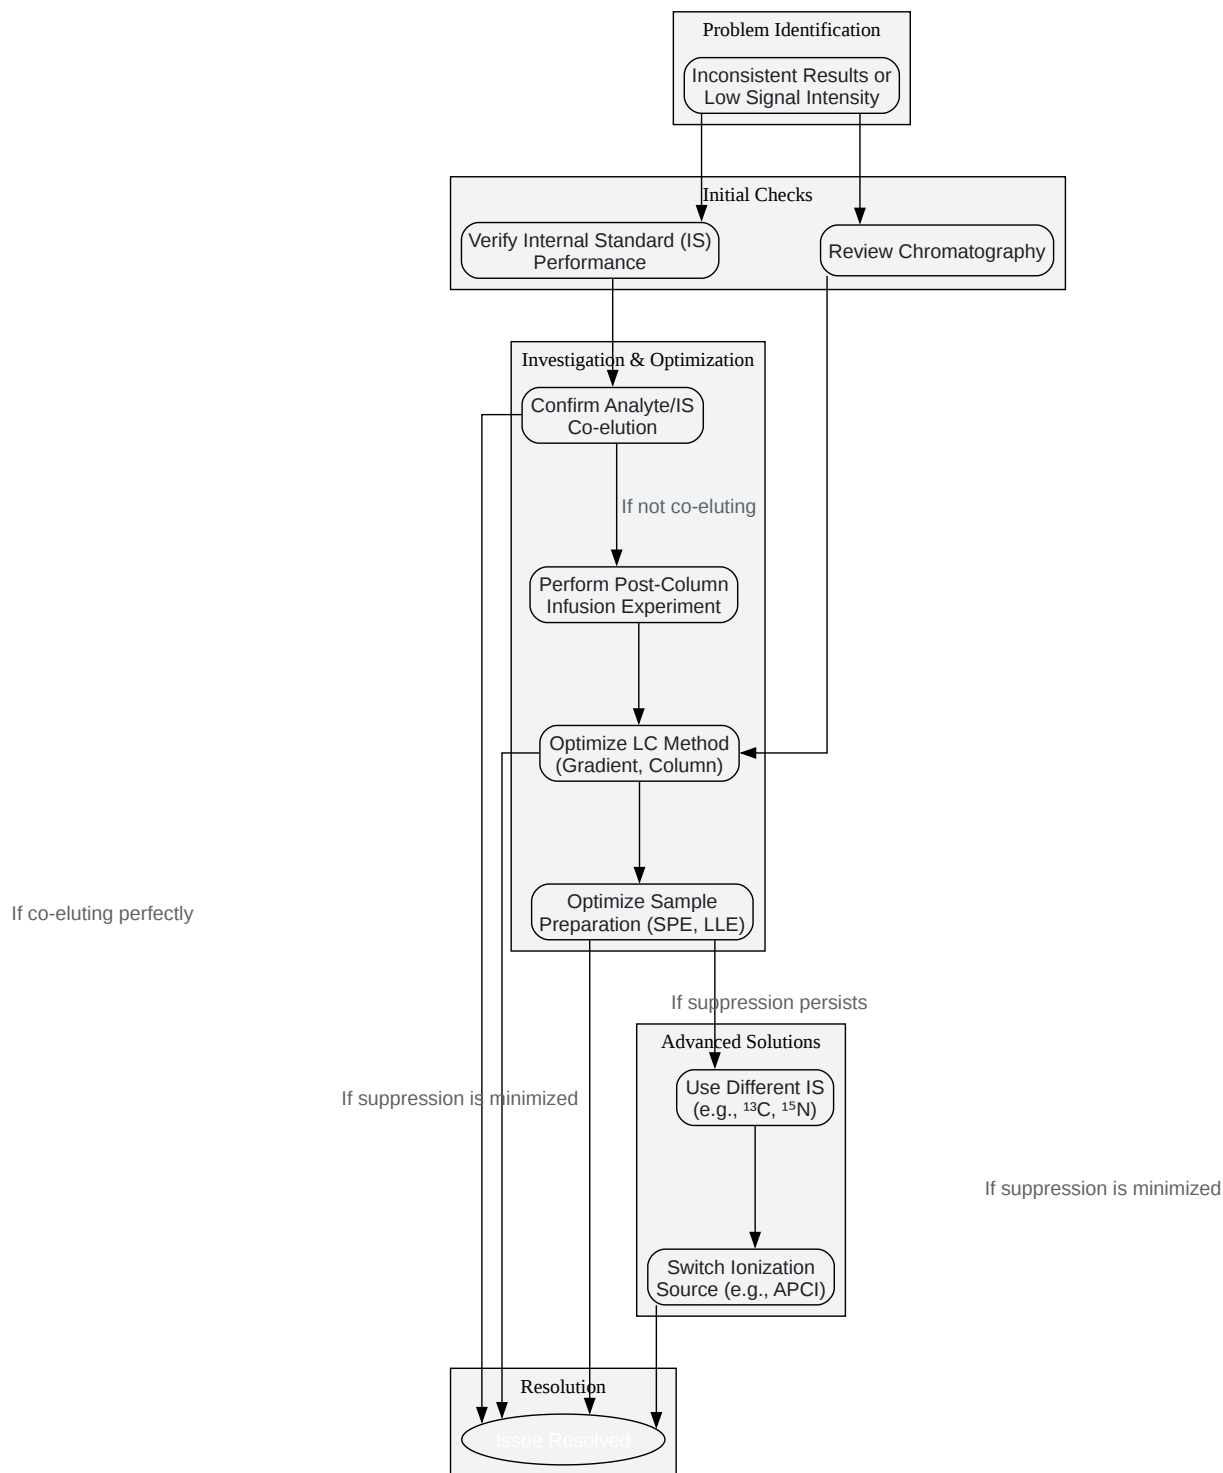 Problem Identification
Inconsistent Results or
Low Signal Intensity
Initial Checks
Verify Internal Standard (IS)
Performance
Review Chromatography
Investigation & Optimization
Confirm Analyte/IS
Co-elution
If not co-eluting
Perform Post-Column
Infusion Experiment
Optimize LC Method
(Gradient, Column)
Optimize Sample
Preparation (SPE, LLE)
If co-eluting perfectly
If suppression persists
Advanced Solutions
Use Different IS
(e.g., ¹³C, ¹⁵N)
If suppression is minimized
If suppression is minimized
Switch Ionization
Source (e.g., APCI)
Resolution
Issue Resolved